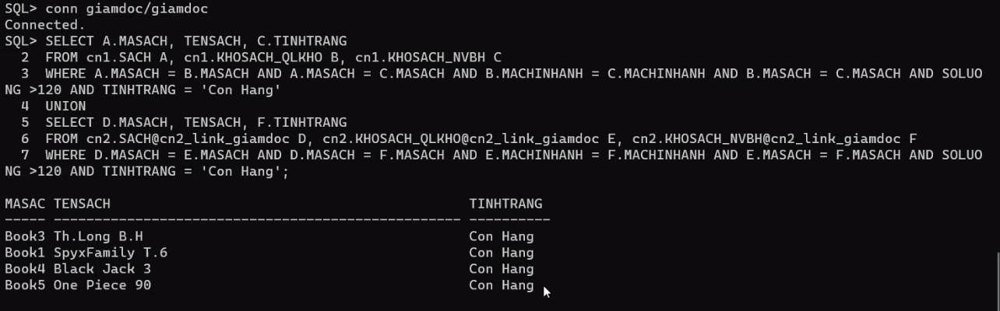 SQL> conn giamdoc/giamdoc
Connected.
SQL> SELECT A.MASACH, TENSACH, C.TINHTRANG
  2  FROM cn1.SACH A, cn1.KHOSACH_QLKHO B, cn1.KHOSACH_NVBH C
  3  WHERE A.MASACH = B.MASACH AND A.MASACH = C.MASACH AND B.MACHINHANH = C.MACHINHANH AND B.MASACH = C.MASACH AND SOLUO
NG >120 AND TINHTRANG = 'Con Hang'
  4  UNION
  5  SELECT D.MASACH, TENSACH, F.TINHTRANG
  6  FROM cn2.SACH@cn2_link_giamdoc D, cn2.KHOSACH_QLKHO@cn2_link_giamdoc E, cn2.KHOSACH_NVBH@cn2_link_giamdoc F
  7  WHERE D.MASACH = E.MASACH AND D.MASACH = F.MASACH AND E.MACHINHANH = F.MACHINHANH AND E.MASACH = F.MASACH AND SOLUO
NG >120 AND TINHTRANG = 'Con Hang';
MASAC TENSACH                                            TINHTRANG
----- -------------------------------------------------- ----------
Book3 Th.Long B.H                                        Con Hang
Book1 SpyxFamily T.6                                     Con Hang
Book4 Black Jack 3                                       Con Hang
Book5 One Piece 90                                       Con Hang